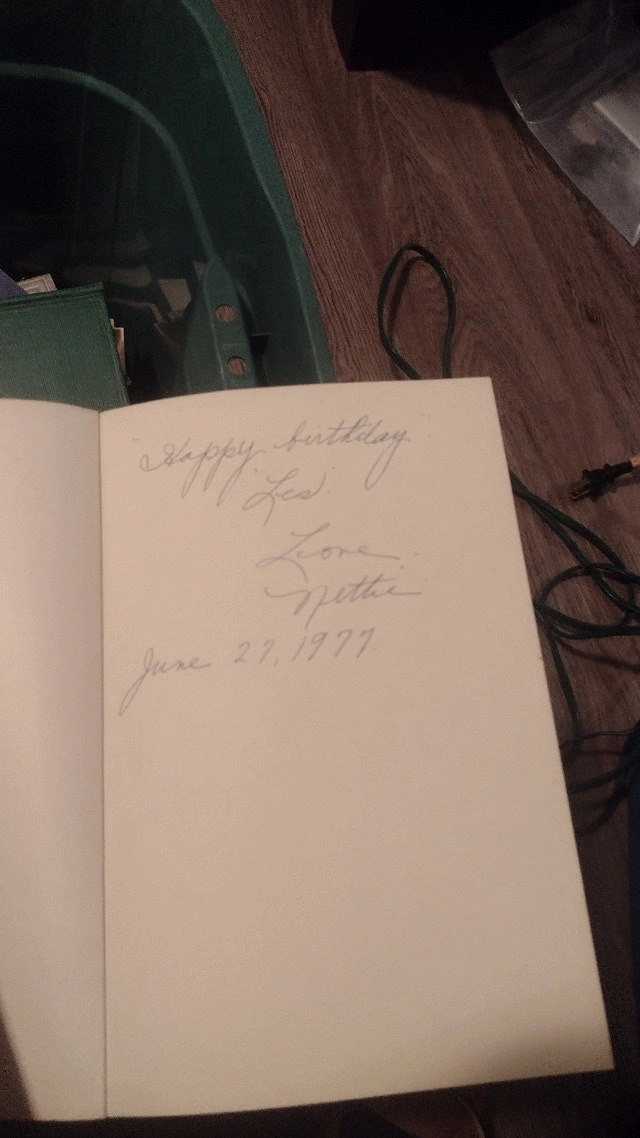 "Happy birthday"
Les
Love
Nettie
June 27, 1977